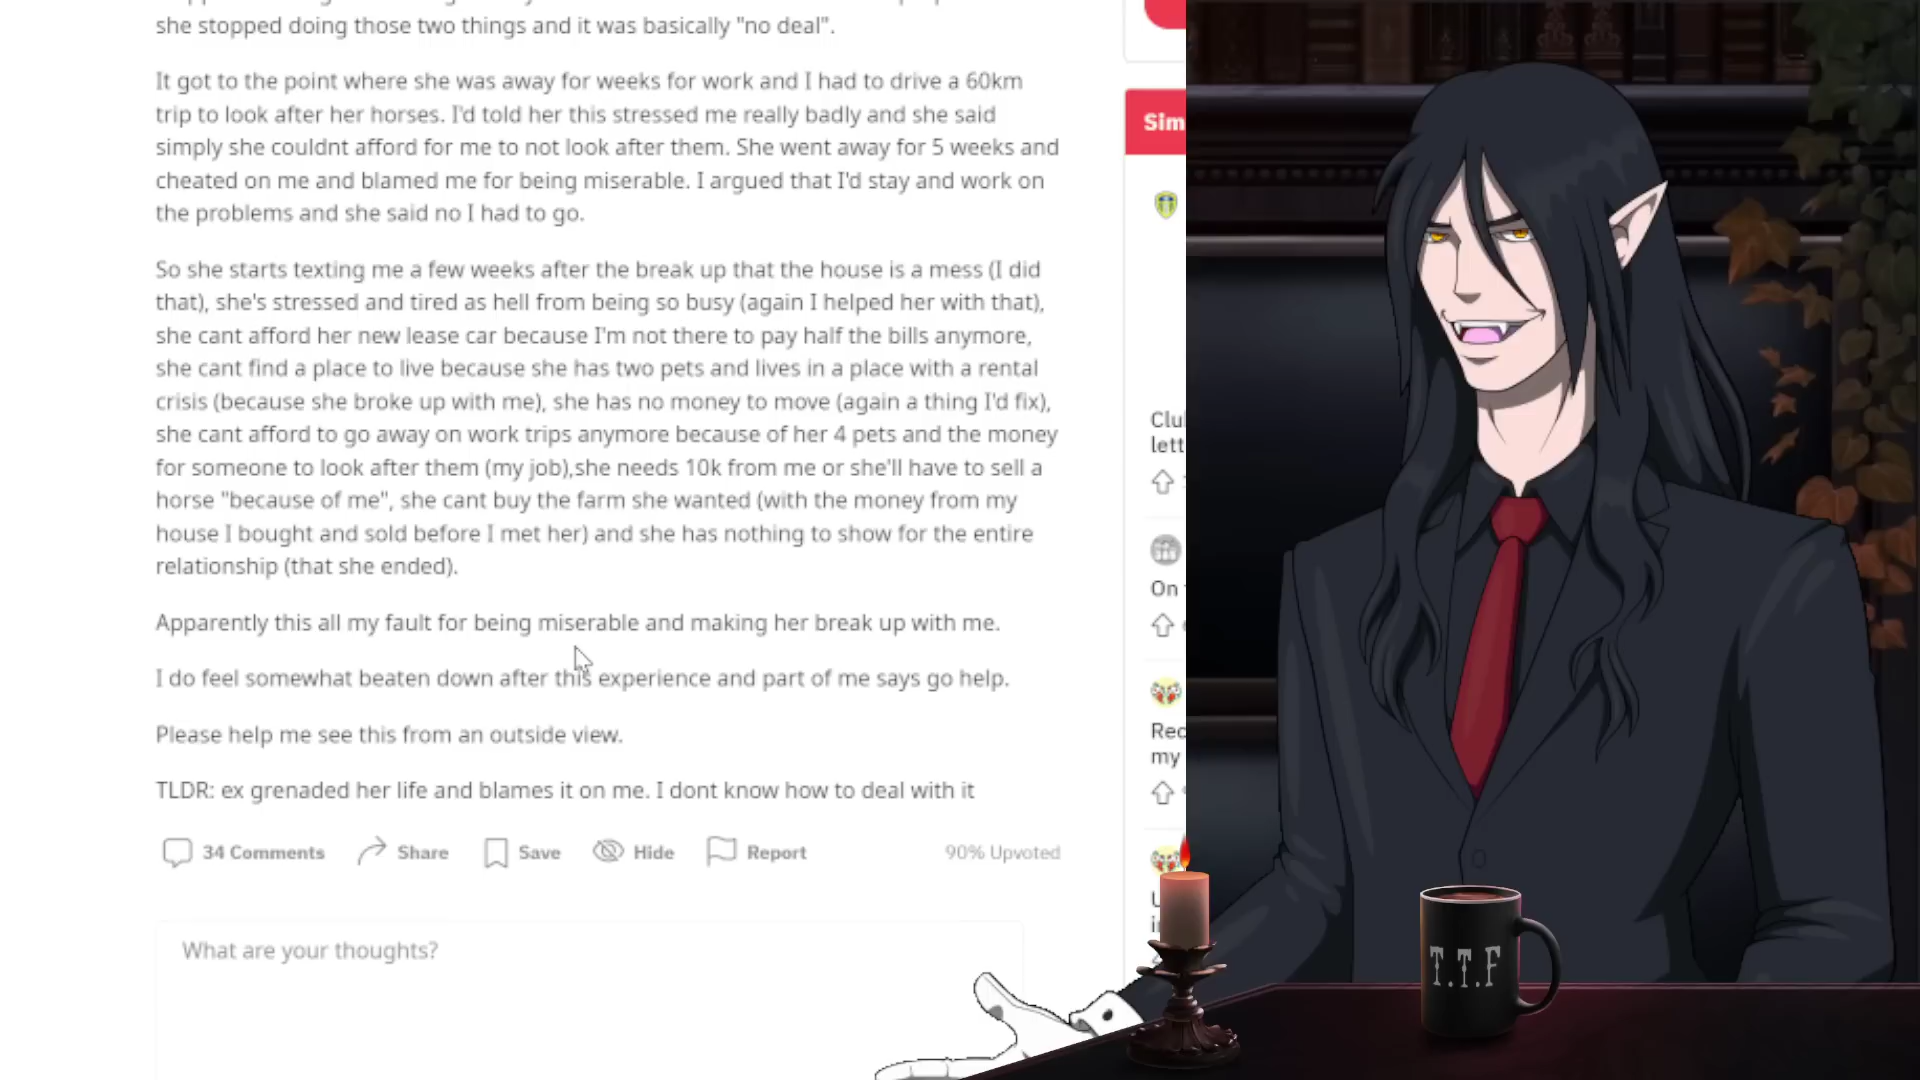 she stopped doing those two things and it was basically "no deal".
It got to the point where she was away for weeks for work and I had to drive a 60km
trip to look after her horses. I'd told her this stressed me really badly and she said
simply she couldnt afford for me to not look after them. She went away for 5 weeks and
cheated on me and blamed me for being miserable. I argued that I'd stay and work on
the problems and she said no I had to go.
So she starts texting me a few weeks after the break up that the house is a mess (I did
that), she's stressed and tired as hell from being so busy (again I helped her with that),
she cant afford her new lease car because I'm not there to pay half the bills anymore,
she cant find a place to live because she has two pets and lives in a place with a rental
crisis (because she broke up with me), she has no money to move (again a thing I'd fix),
she cant afford to go away on work trips anymore because of her 4 pets and the money
for someone to look after them (my job),she needs 10k from me or she'll have to sell a
horse "because of me", she cant buy the farm she wanted (with the money from my
house I bought and sold before I met her) and she has nothing to show for the entire
relationship (that she ended).
Apparently this all my fault for being miserable and making her break up with me.
I do feel somewhat beaten down after this experience and part of me says go help.
Please help me see this from an outside view.
TLDR: ex grenaded her life and blames it on me. I dont know how to deal with it
34 Comments Share Save Hide Report 90% Upvoted
What are your thoughts?
Sim
Clu
lett
On
Rec
my
T.T.F